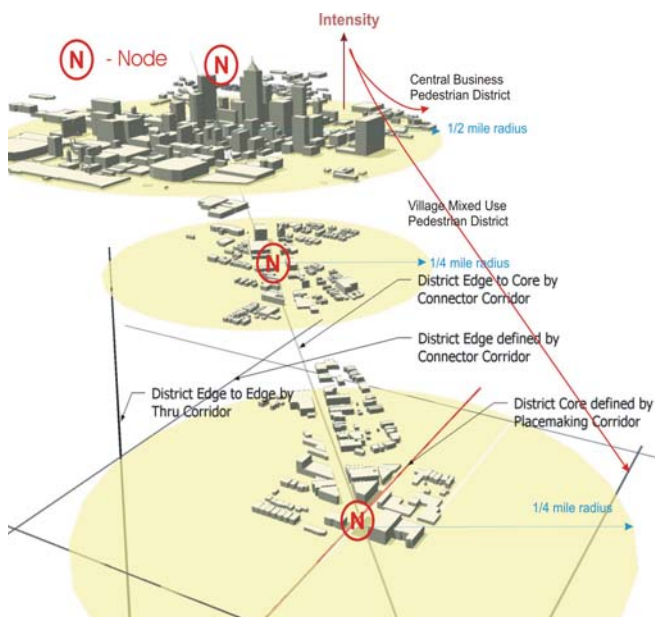 Intensity
N - Node
N
Central Business
Pedestrian District
1/2 mile radius
Village Mixed Use
Pedestrian District
N
1/4 mile radius
District Edge to Core by
Connector Corridor
District Edge defined by
Connector Corridor
District Edge to Edge by
Thru Corridor
District Core defined by
Placemaking Corridor
N
1/4 mile radius